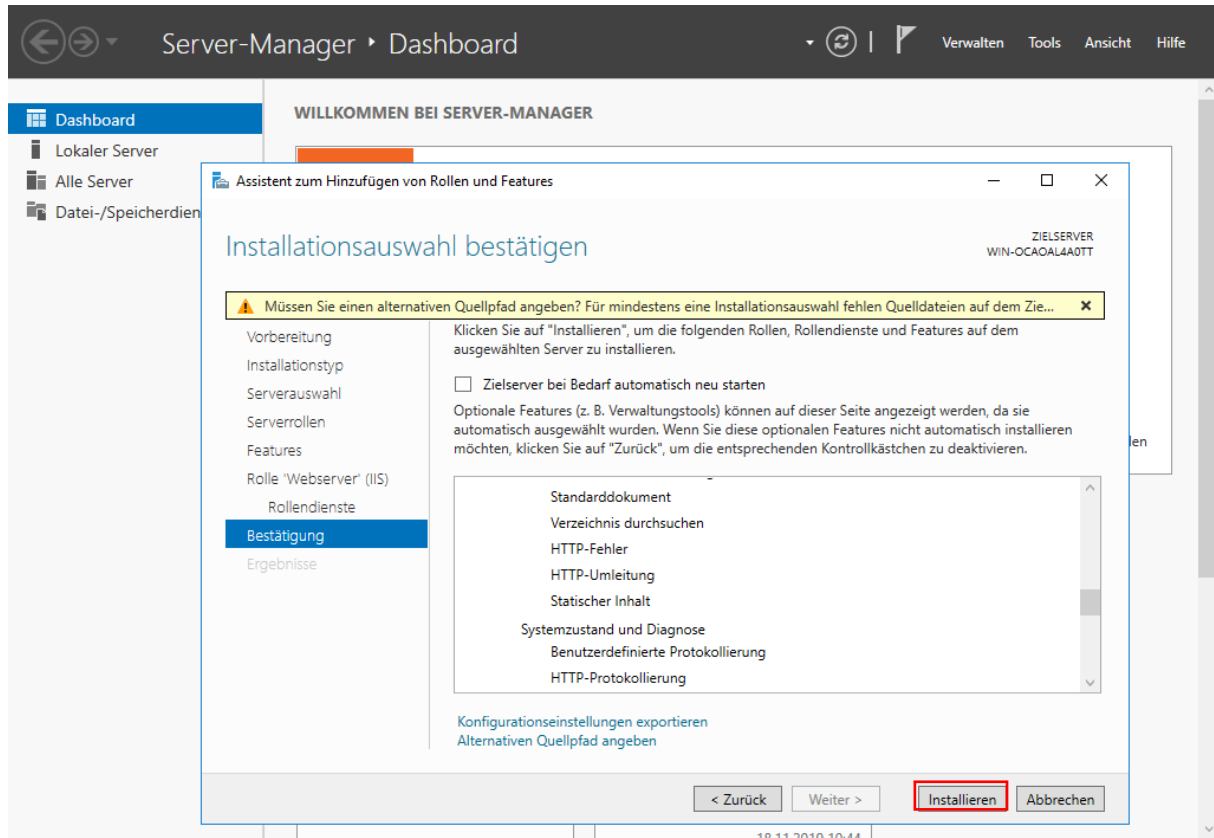 Server-Manager ‣ Dashboard
Verwalten Tools Ansicht Hilfe
Dashboard
Lokaler Server
Alle Server
Datei-/Speicherdien
WILLKOMMEN BEI SERVER-MANAGER
Assistent zum Hinzufügen von Rollen und Features
Installationsauswahl bestätigen
ZIELSERVER
WIN-OCAOAL4A0TT
Müssen Sie einen alternativen Quellpfad angeben? Für mindestens eine Installationsauswahl fehlen Quelldateien auf dem Zie...
Vorbereitung
Installationstyp
Serverauswahl
Serverrollen
Features
Rolle 'Webserver' (IIS)
Rollendienste
Bestätigung
Ergebnisse
Klicken Sie auf "Installieren", um die folgenden Rollen, Rollendienste und Features auf dem
ausgewählten Server zu installieren.
Zielserver bei Bedarf automatisch neu starten
Optionale Features (z. B. Verwaltungstools) können auf dieser Seite angezeigt werden, da sie
automatisch ausgewählt wurden. Wenn Sie diese optionalen Features nicht automatisch installieren
möchten, klicken Sie auf "Zurück", um die entsprechenden Kontrollkästchen zu deaktivieren.
Standarddokument
Verzeichnis durchsuchen
HTTP-Fehler
HTTP-Umleitung
Statischer Inhalt
Systemzustand und Diagnose
Benutzerdefinierte Protokollierung
HTTP-Protokollierung
Konfigurationseinstellungen exportieren
Alternativen Quellpfad angeben
< Zurück
Weiter >
Installieren
Abbrechen
len
18.11.2019 10:44